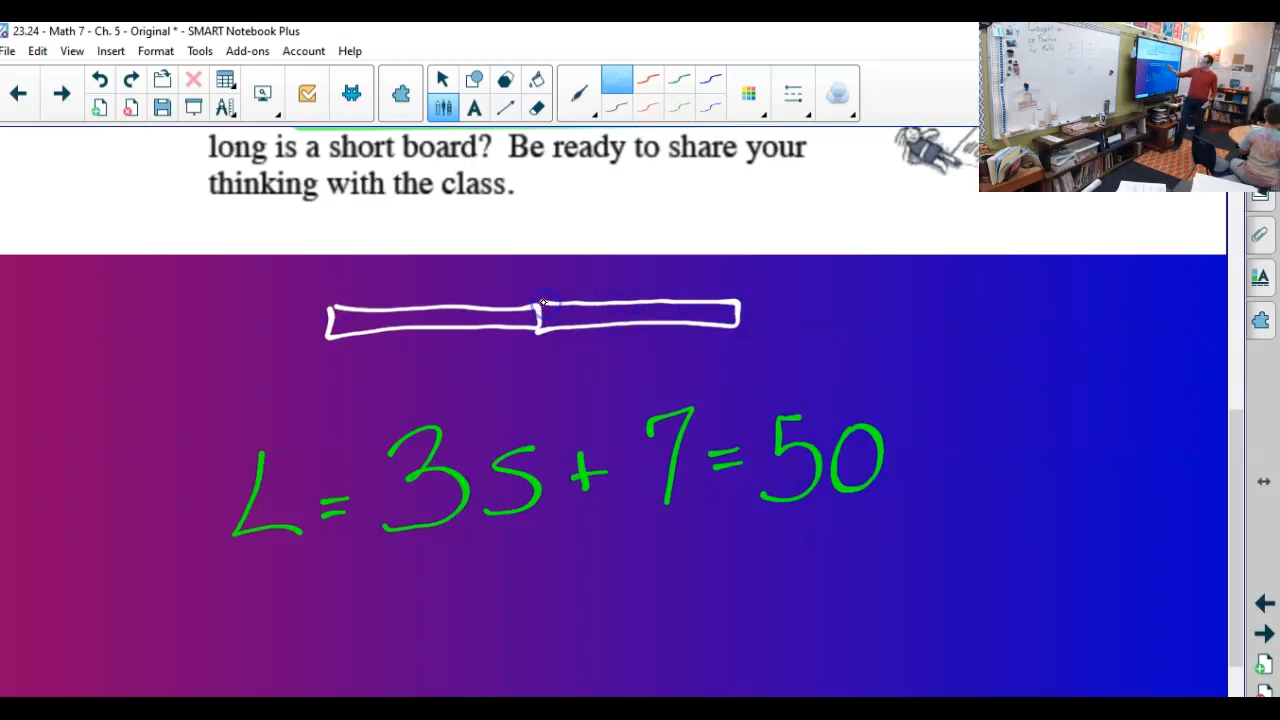 23.24 - Math 7 - Ch. 5 - Original * - SMART Notebook Plus
File Edit View Insert Format Tools Add-ons Account Help
long is a short board? Be ready to share your
thinking with the class.
L = 3s + 7 = 50